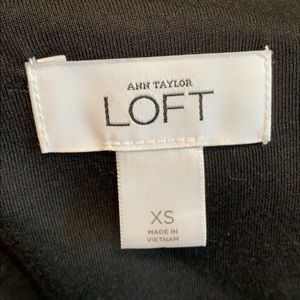 ANN TAYLOR
LOFT
XS
MADE IN
VIETNAM